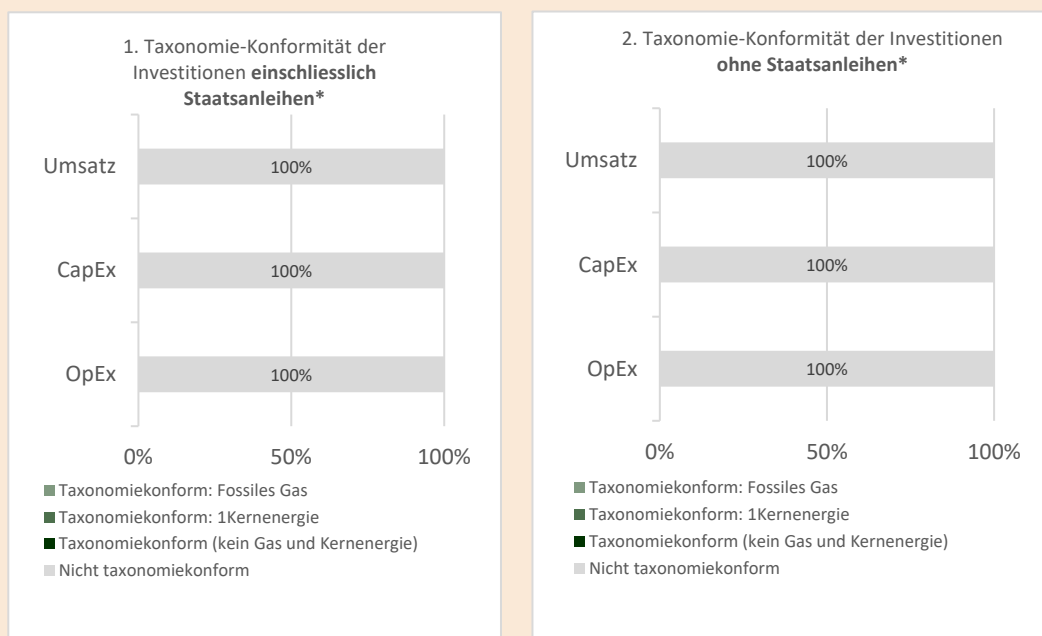 1. Taxonomie-Konformität der
Investitionen einschliesslich
Staatsanleihen*
Umsatz
100%
CapEx
100%
OpEx
100%
0%
50%
100%
Taxonomiekonform: Fossiles Gas
Taxonomiekonform: 1Kernenergie
Taxonomiekonform (kein Gas und Kernenergie)
Nicht taxonomiekonform
2. Taxonomie-Konformität der Investitionen
ohne Staatsanleihen*
Umsatz
100%
CapEx
100%
OpEx
100%
0%
50%
100%
Taxonomiekonform: Fossiles Gas
Taxonomiekonform: 1Kernenergie
Taxonomiekonform (kein Gas und Kernenergie)
Nicht taxonomiekonform